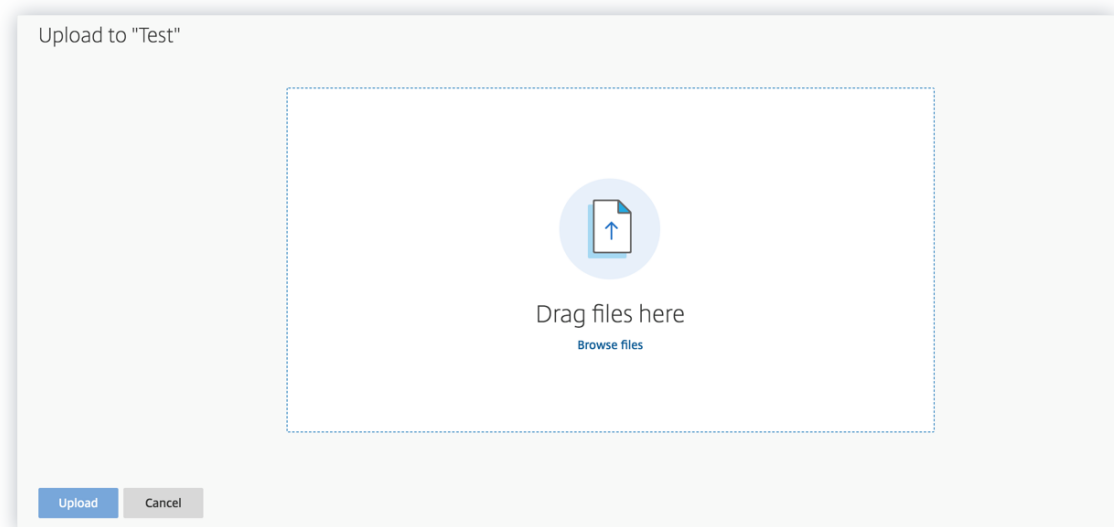 Upload to "Test"
Drag files here
Browse files
Upload
Cancel